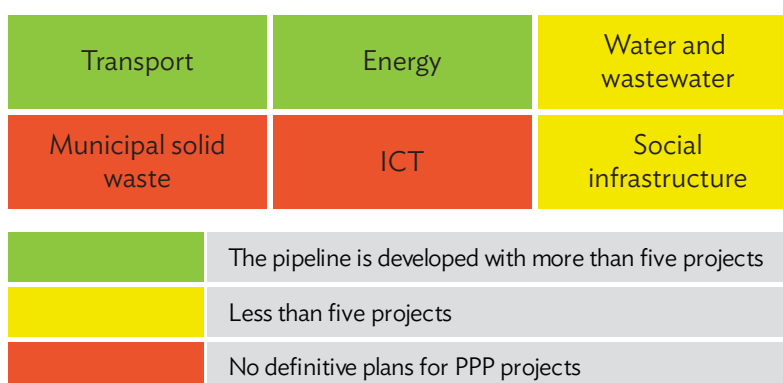 Transport
Energy
Water and
wastewater
Municipal solid
waste
ICT
Social
infrastructure
The pipeline is developed with more than five projects
Less than five projects
No definitive plans for PPP projects